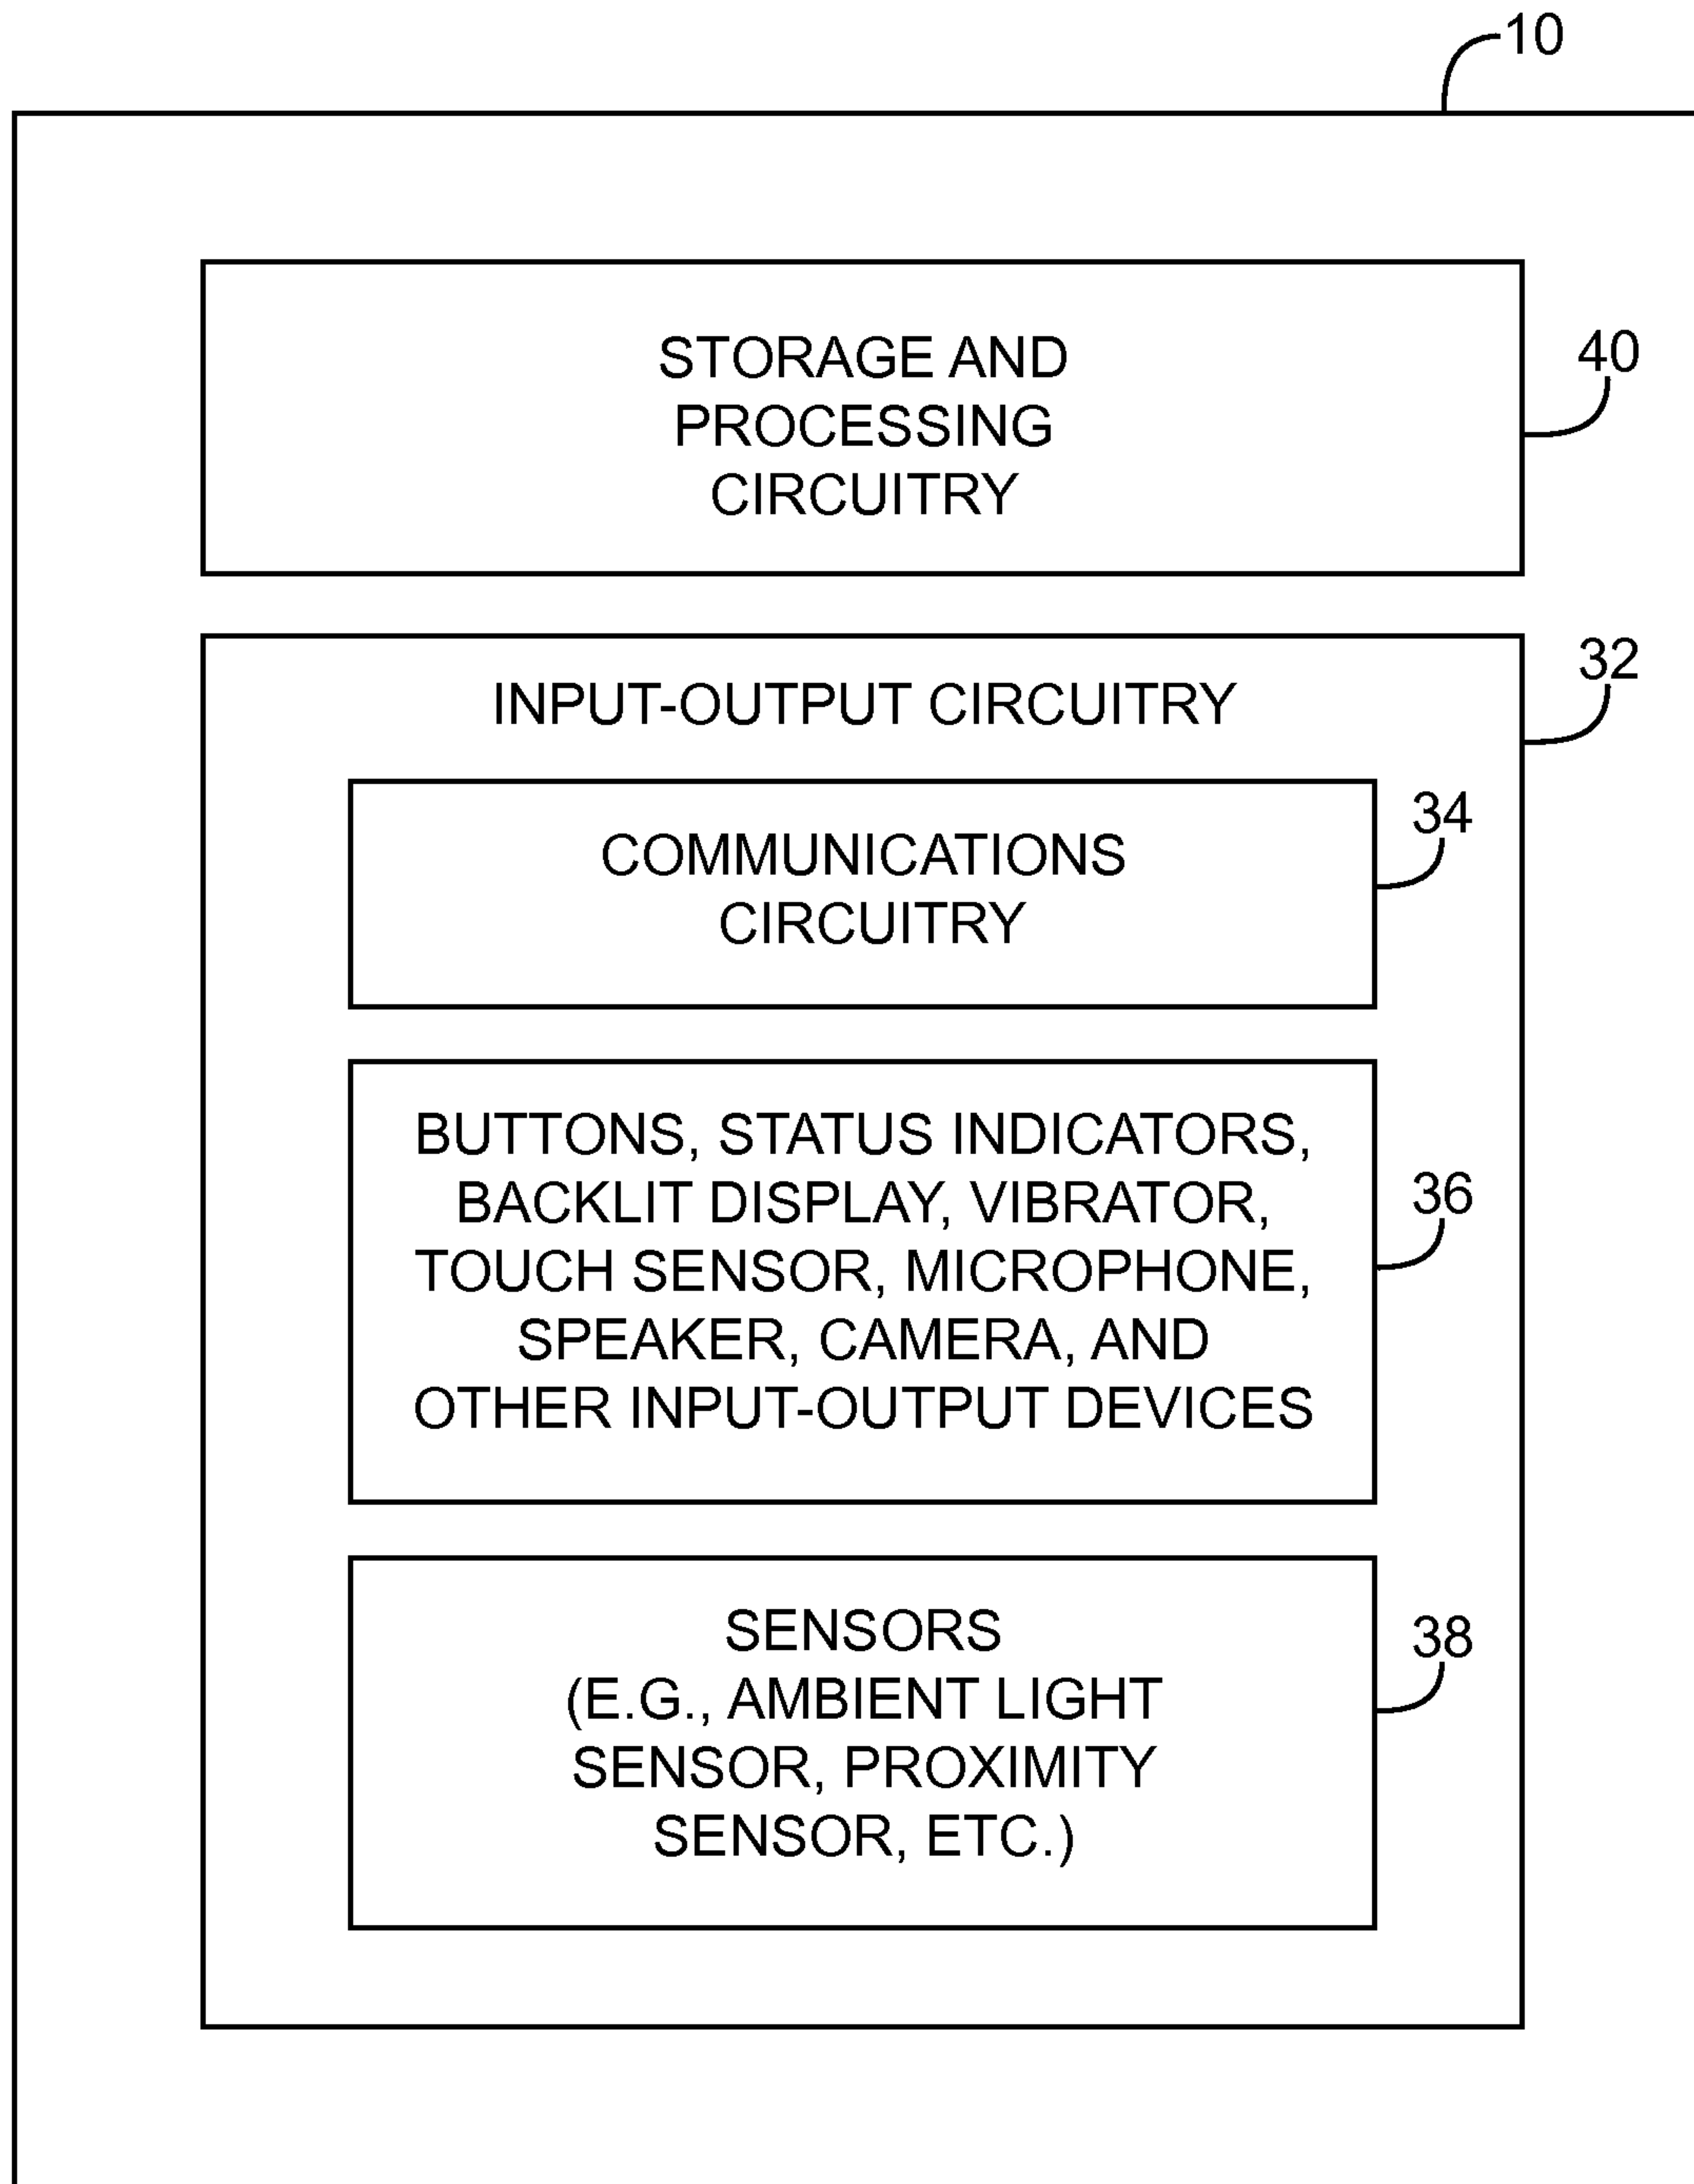 10
STORAGE AND
PROCESSING
CIRCUITRY
40
INPUT-OUTPUT CIRCUITRY
32
COMMUNICATIONS
CIRCUITRY
34
BUTTONS, STATUS INDICATORS,
BACKLIT DISPLAY, VIBRATOR,
TOUCH SENSOR, MICROPHONE,
SPEAKER, CAMERA, AND
OTHER INPUT-OUTPUT DEVICES
36
SENSORS
(E.G., AMBIENT LIGHT
SENSOR, PROXIMITY
SENSOR, ETC.)
38